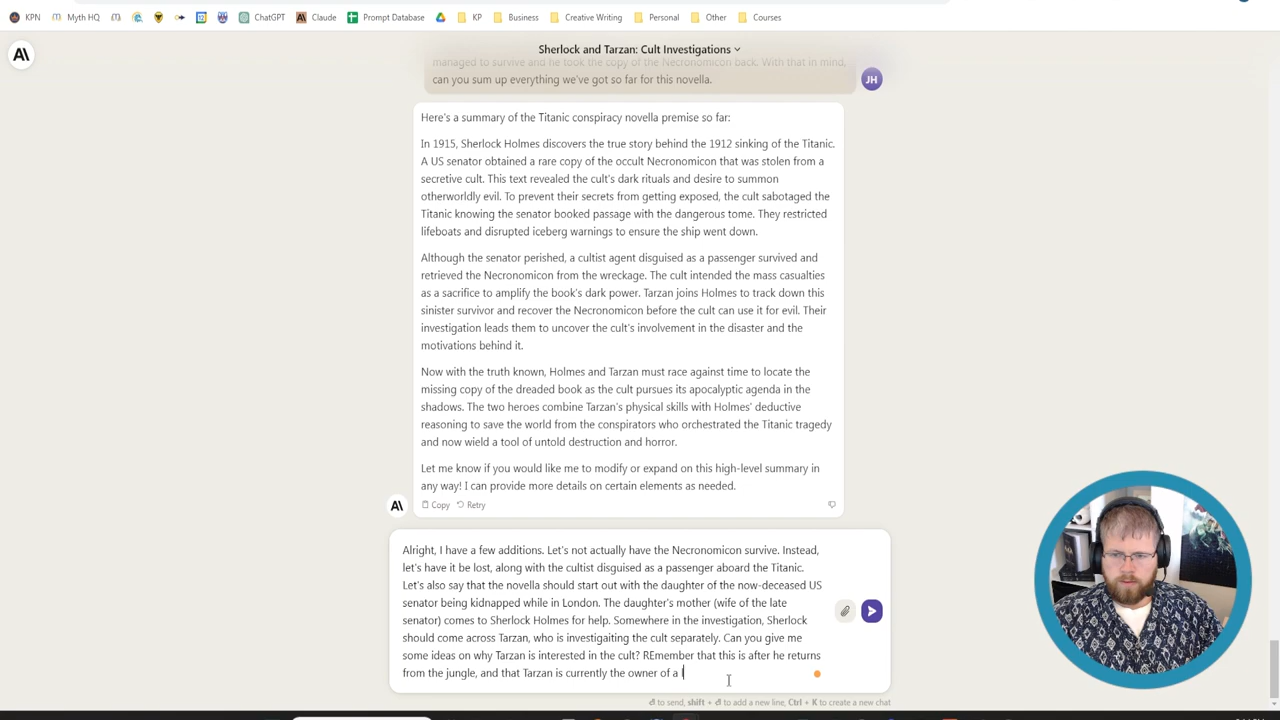 KPN Myth HQ ChatGPT Claude Prompt Database KP Business Creative Writing Personal Other Courses
Sherlock and Tarzan: Cult Investigations
managed to survive and he took the copy of the Necronomicon back. With that in mind,
can you sum up everything we've got so far for this novella.
JH
Here's a summary of the Titanic conspiracy novella premise so far:
In 1915, Sherlock Holmes discovers the true story behind the 1912 sinking of the Titanic.
A US senator obtained a rare copy of the occult Necronomicon that was stolen from a
secretive cult. This text revealed the cult's dark rituals and desire to summon
otherworldly evil. To prevent their secrets from getting exposed, the cult sabotaged the
Titanic knowing the senator booked passage with the dangerous tome. They restricted
lifeboats and disrupted iceberg warnings to ensure the ship went down.
Although the senator perished, a cultist agent disguised as a passenger survived and
retrieved the Necronomicon from the wreckage. The cult intended the mass casualties
as a sacrifice to amplify the book's dark power. Tarzan joins Holmes to track down this
sinister survivor and recover the Necronomicon before the cult can use it for evil. Their
investigation leads them to uncover the cult's involvement in the disaster and the
motivations behind it.
Now with the truth known, Holmes and Tarzan must race against time to locate the
missing copy of the dreaded book as the cult pursues its apocalyptic agenda in the
shadows. The two heroes combine Tarzan's physical skills with Holmes' deductive
reasoning to save the world from the conspirators who orchestrated the Titanic tragedy
and now wield a tool of untold destruction and horror.
Let me know if you would like me to modify or expand on this high-level summary in
any way! I can provide more details on certain elements as needed.
Copy Retry
Alright, I have a few additions. Let's not actually have the Necronomicon survive. Instead,
let's have it be lost, along with the cultist disguised as a passenger aboard the Titanic.
Let's also say that the novella should start out with the daughter of the now-deceased US
senator being kidnapped while in London. The daughter's mother (wife of the late
senator) comes to Sherlock Holmes for help. Somewhere in the investigation, Sherlock
should come across Tarzan, who is investigaiting the cult separately. Can you give me
some ideas on why Tarzan is interested in the cult? REmember that this is after he returns
from the jungle, and that Tarzan is currently the owner of a l
to send, shift + to add a new line, Ctrl + K to create a new chat